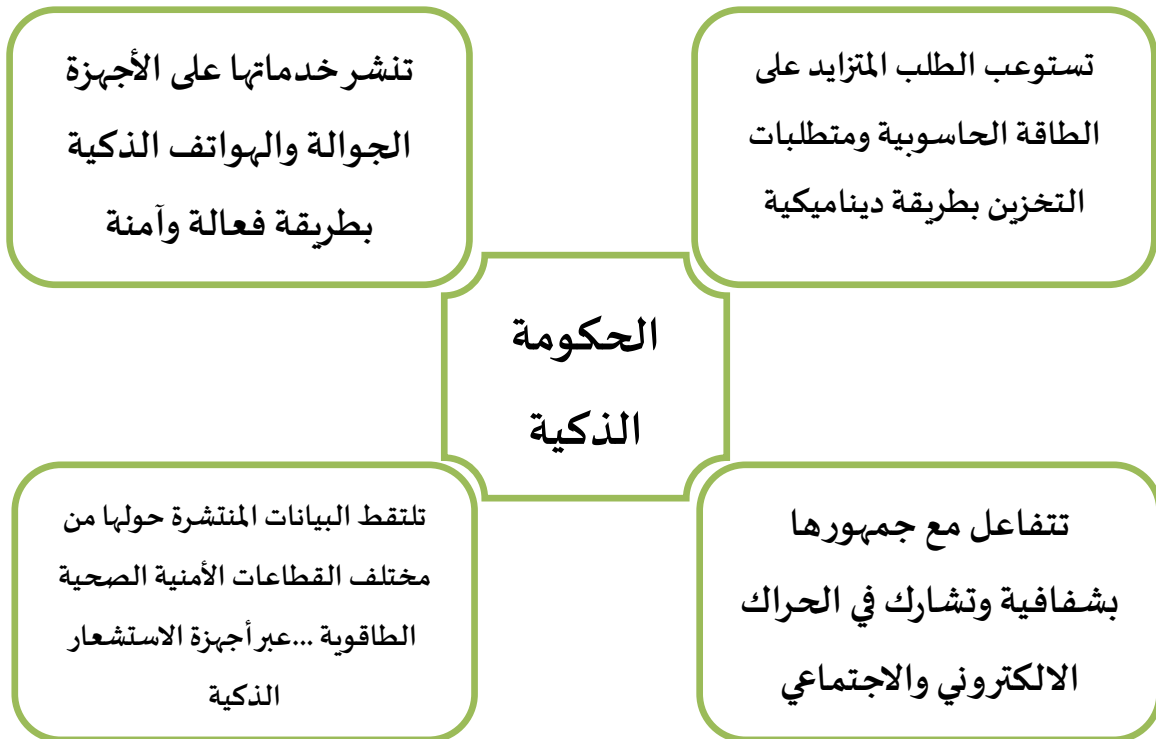 تستوعب الطلب المتزايد على
الطاقة الحاسوبية ومتطلبات
التخزين بطريقة ديناميكية
تنشر خدماتها على الأجهزة
الجوالة والهواتف الذكية
بطريقة فعالة وآمنة
الحكومة
الذكية
تتفاعل مع جمهورها
بشفافية وتشارك في الحراك
الالكتروني والاجتماعي
تلتقط البيانات المنتشرة حولها من
مختلف القطاعات الأمنية الصحية
الطاقوية ...عبر أجهزة الاستشعار
الذكية